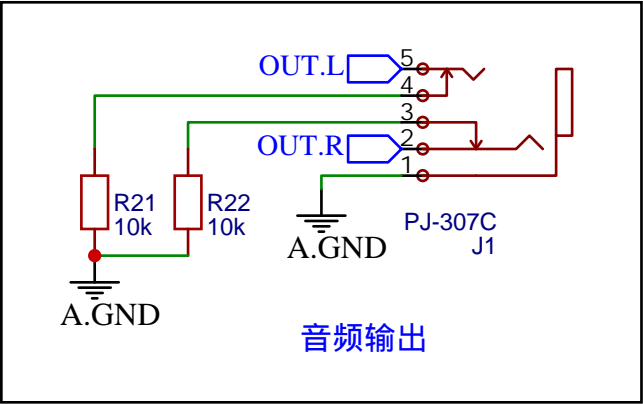 OUT.L
5
4
3
OUT.R
2
1
R21
10k
R22
10k
A.GND
PJ-307C
J1
A.GND
音频输出